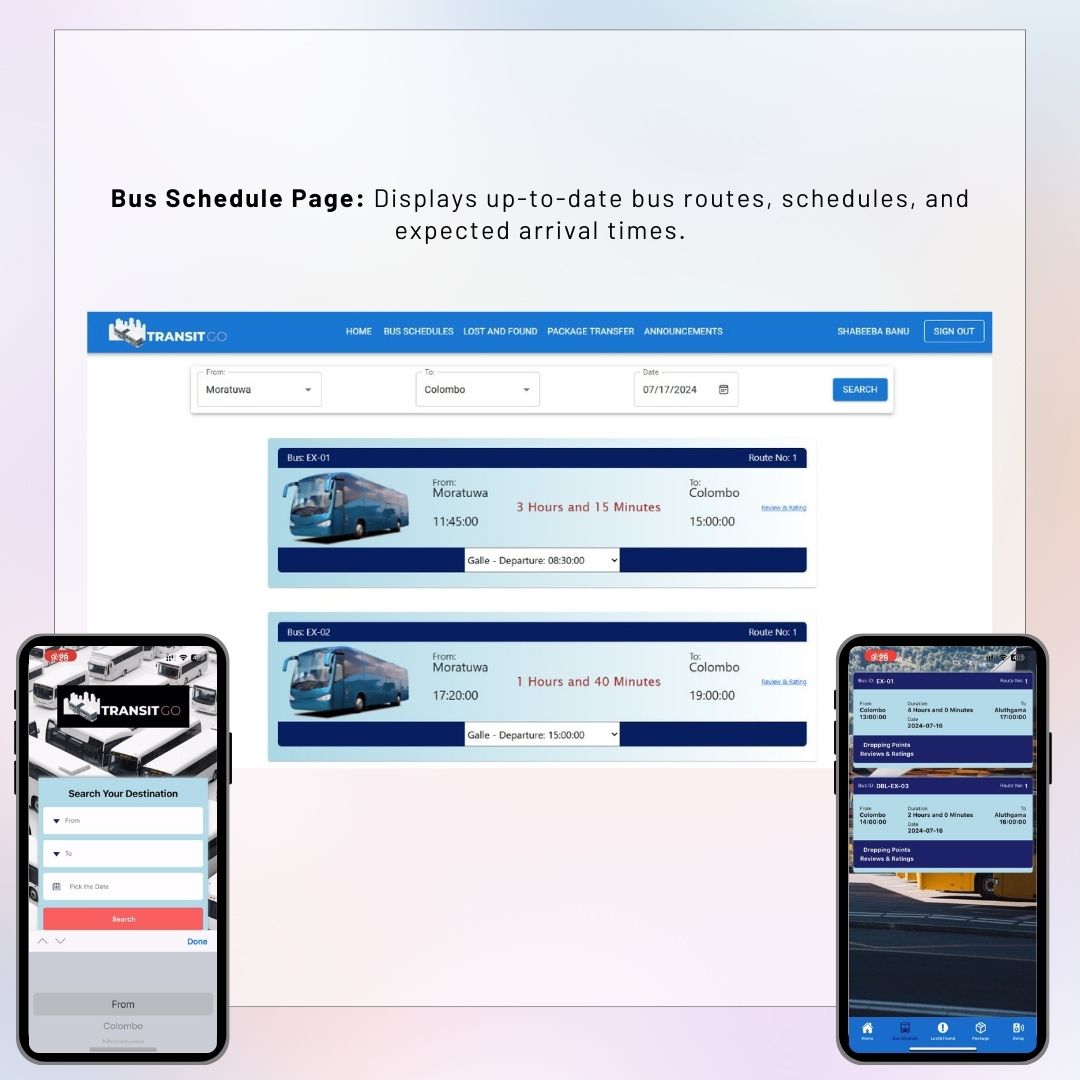 Bus Schedule Page: Displays up-to-date bus routes, schedules, and
expected arrival times.
TRANSIT GO
HOME BUS SCHEDULES LOST AND FOUND PACKAGE TRANSFER ANNOUNCEMENTS SHABEEBA BANU SIGN OUT
From: To: Date
Moratuwa Colombo 07/17/2024 SEARCH
Bus: EX-01 Route No: 1
From: To:
Moratuwa Colombo
3 Hours and 15 Minutes Review & Rating
11:45:00 15:00:00
Galle - Departure: 08:30:00
Bus: EX-02 Route No: 1
From: To:
Moratuwa Colombo
1 Hours and 40 Minutes Review & Rating
17:20:00 19:00:00
Galle - Departure: 15:00:00
TRANSIT GO
Search Your Destination
From
To
Pick the Date
Search
Done
From
Colombo
Moratuwa
Bus ID: EX-01 Route No: 1
From Duration To
Colombo 4 Hours and 0 Minutes Aluthgama
13:00:00 Date 17:00:00
2024-07-16
Dropping Points
Reviews & Ratings
Bus ID: DBL-EX-03 Route No: 1
From Duration To
Colombo 2 Hours and 0 Minutes Aluthgama
14:00:00 Date 16:00:00
2024-07-16
Dropping Points
Reviews & Ratings
Home Bus Schedule Lost&Found Package Delay